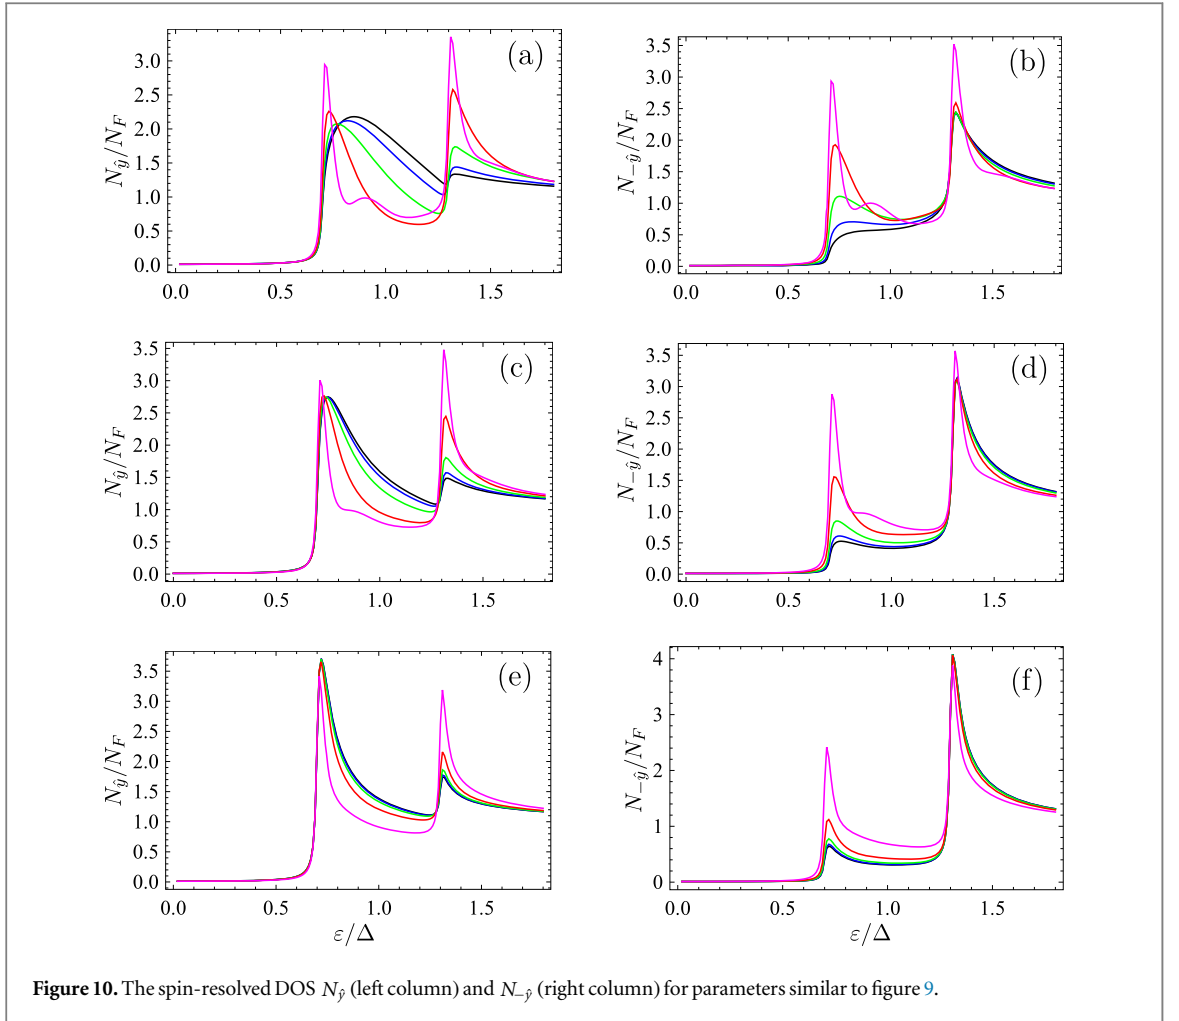 (a)
N_ŷ/N_F
3.0
2.5
2.0
1.5
1.0
0.5
0.0
0.0 0.5 1.0 1.5
(b)
N_−ŷ/N_F
3.5
3.0
2.5
2.0
1.5
1.0
0.5
0.0
0.0 0.5 1.0 1.5
(c)
N_ŷ/N_F
3.5
3.0
2.5
2.0
1.5
1.0
0.5
0.0
0.0 0.5 1.0 1.5
(d)
N_−ŷ/N_F
3.5
3.0
2.5
2.0
1.5
1.0
0.5
0.0
0.0 0.5 1.0 1.5
(e)
N_ŷ/N_F
3.5
3.0
2.5
2.0
1.5
1.0
0.5
0.0
0.0 0.5 1.0 1.5
ε/Δ
(f)
N_−ŷ/N_F
4
3
2
1
0
0.0 0.5 1.0 1.5
ε/Δ
Figure 10. The spin-resolved DOS N_ŷ (left column) and N_−ŷ (right column) for parameters similar to figure 9.